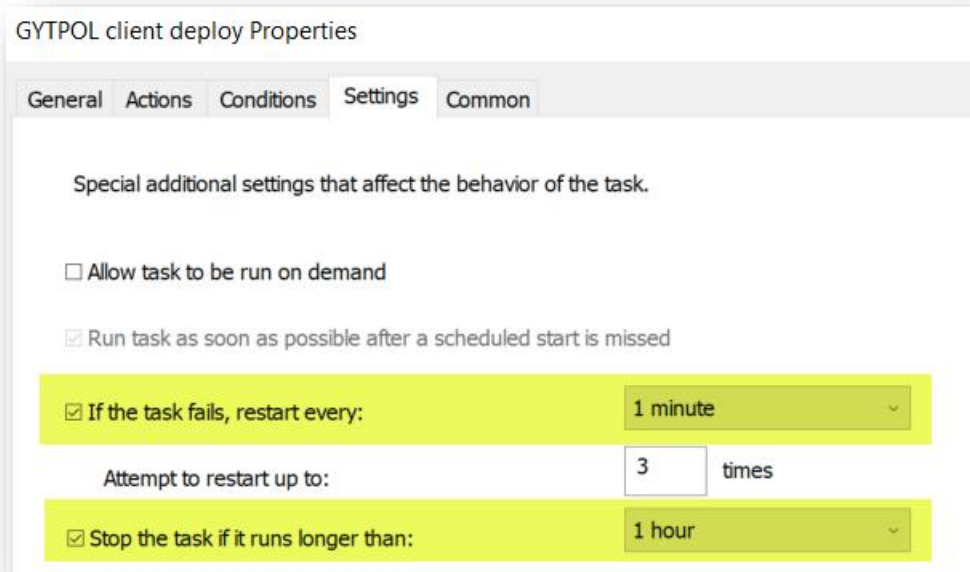 GYTPOL client deploy Properties
General Actions Conditions Settings Common
Special additional settings that affect the behavior of the task.
Allow task to be run on demand
Run task as soon as possible after a scheduled start is missed
If the task fails, restart every: 1 minute
Attempt to restart up to: 3 times
Stop the task if it runs longer than: 1 hour